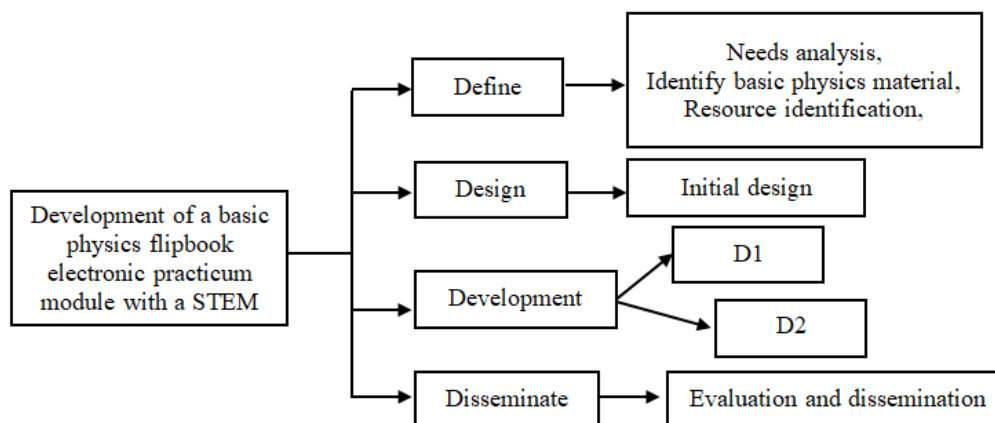 Development of a basic
physics flipbook
electronic practicum
module with a STEM
Define
Needs analysis,
Identify basic physics material,
Resource identification,
Design
Initial design
Development
D1
D2
Disseminate
Evaluation and dissemination